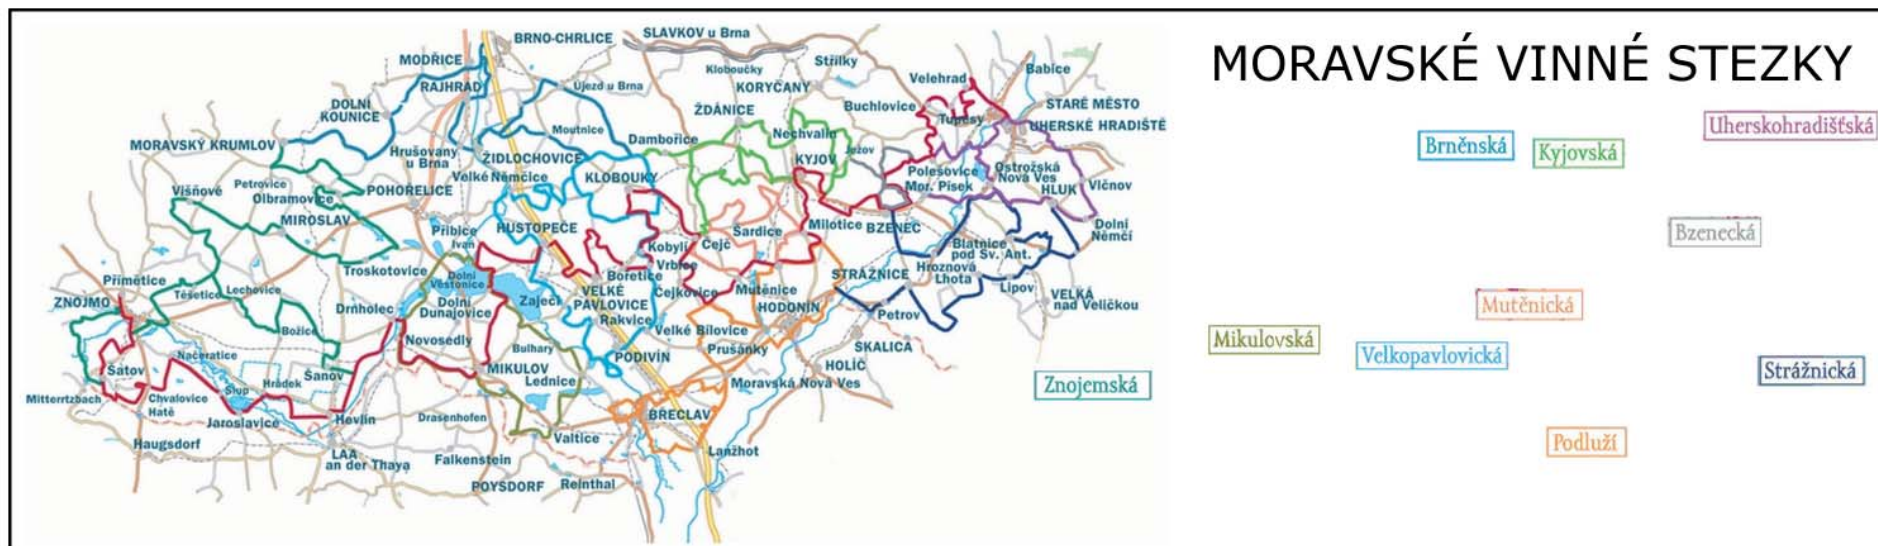 MORAVSKÉ VINNÉ STEZKY
BRNO-CHRLICE
SLAVKOV u Brna
MODŘICE
Kloboučky
Střílky
Velehrad
Babice
RAJHRAD
Újezd u Brna
KORYČANY
DOLNÍ
KOUNICE
ŽDÁNICE
Buchlovice
STARÉ MĚSTO
Tupesy
UHERSKÉ HRADIŠTĚ
MORAVSKÝ KRUMLOV
Moutnice
Dambořice
Nechvalín
Hrušovany
u Brna
ŽIDLOCHOVICE
KYJOV
Ježov
Petrovice
Višňové
Olbramovice
POHOŘELICE
Velké Němčice
KLOBOUKY
Polešovice
Mor. Písek
Ostrožská
Nová Ves
HLUK
Vlčnov
MIROSLAV
Přibice
Ivaň
HUSTOPEČE
Kobylí
Čejč
Šardice
Milotice
BZENEC
Blatnice
pod Sv. Ant.
Dolní
Němčí
Troskotovice
Dolní
Věstonice
Bořetice
Vrbice
Přímětice
Těšetice
Lechovice
Zaječí
VELKÉ
PAVLOVICE
Čejkovice
Mutěnice
STRÁŽNICE
Hroznová
Lhota
Lipov
VELKÁ
nad Veličkou
ZNOJMO
Drnholec
Dolní
Dunajovice
Rakvice
HODONÍN
Petrov
Božice
Novosedly
Velké Bílovice
Načeratice
Bulhary
PODIVÍN
Prušánky
SKALICA
Šatov
Hrádek
Šanov
MIKULOV
Lednice
Moravská Nová Ves
HOLÍČ
Mitterrtzbach
Chvalovice
Hatě
Slup
Jaroslavice
Hevlín
Drasenhofen
BŘECLAV
Haugsdorf
LAA
an der Thaya
Falkenstein
Valtice
Lanžhot
POYSDORF
Reinthal
Znojemská
Brněnská
Kyjovská
Uherskohradišťská
Bzenecká
Mutěnická
Mikulovská
Velkopavlovická
Strážnická
Podluží